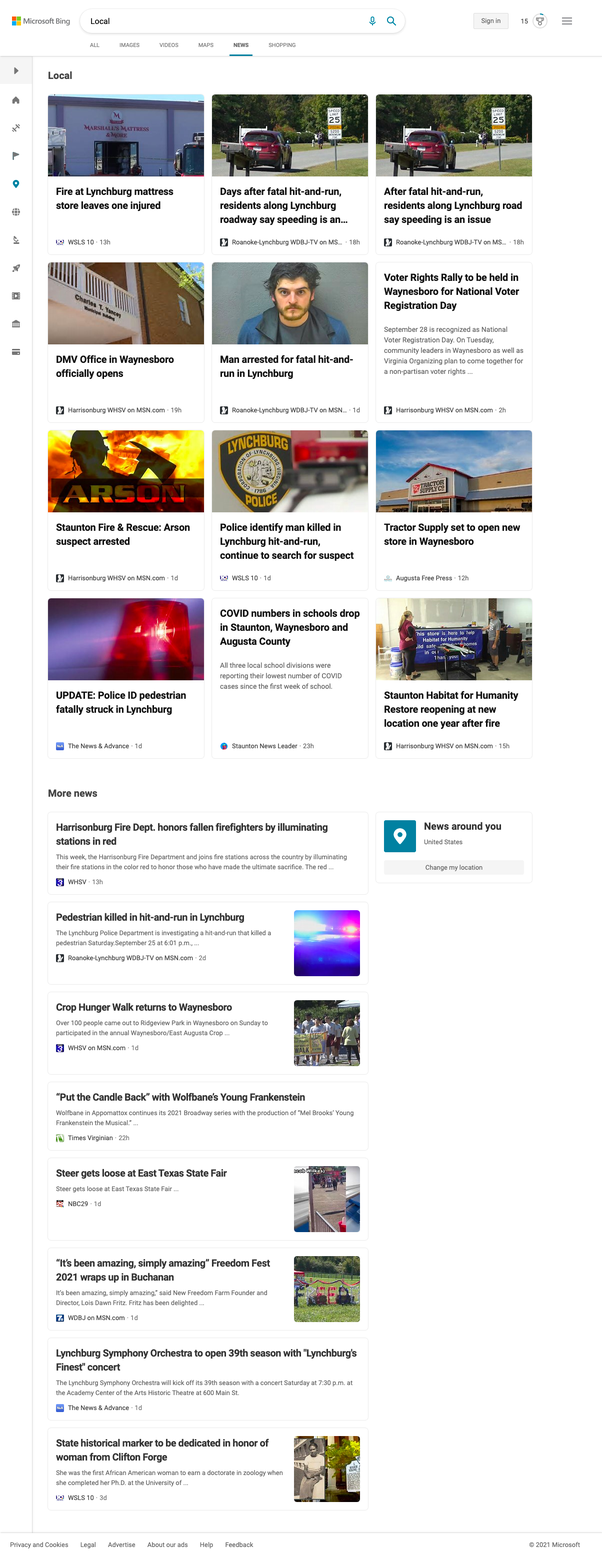 Microsoft Bing
Local
Sign in
15
ALL
IMAGES
VIDEOS
MAPS
NEWS
SHOPPING
Local
MARSHALL'S MATTRESS
& MORE
Fire at Lynchburg mattress
store leaves one injured
WSLS 10 · 13h
SPEED
LIMIT
25
Days after fatal hit-and-run,
residents along Lynchburg
roadway say speeding is an...
Roanoke-Lynchburg WDBJ-TV on MS... · 18h
SPEED
LIMIT
25
After fatal hit-and-run,
residents along Lynchburg road
say speeding is an issue
Roanoke-Lynchburg WDBJ-TV on MS... · 18h
Charles T. Yancey
Municipal Building
DMV Office in Waynesboro
officially opens
Harrisonburg WHSV on MSN.com · 19h
Man arrested for fatal hit-and-
run in Lynchburg
Roanoke-Lynchburg WDBJ-TV on MSN... · 1d
Voter Rights Rally to be held in
Waynesboro for National Voter
Registration Day
September 28 is recognized as National
Voter Registration Day. On Tuesday,
community leaders in Waynesboro as well as
Virginia Organizing plan to come together for
a non-partisan voter rights ...
Harrisonburg WHSV on MSN.com · 2h
ARSON
Staunton Fire & Rescue: Arson
suspect arrested
Harrisonburg WHSV on MSN.com · 1d
LYNCHBURG
1786
POLICE
Police identify man killed in
Lynchburg hit-and-run,
continue to search for suspect
WSLS 10 · 1d
TRACTOR
SUPPLY CO
Tractor Supply set to open new
store in Waynesboro
Augusta Free Press · 12h
UPDATE: Police ID pedestrian
fatally struck in Lynchburg
The News & Advance · 1d
COVID numbers in schools drop
in Staunton, Waynesboro and
Augusta County
All three local school divisions were
reporting their lowest number of COVID
cases since the first week of school.
Staunton News Leader · 23h
This store is here to help
Habitat for Humanity
Staunton Habitat for Humanity
Restore reopening at new
location one year after fire
Harrisonburg WHSV on MSN.com · 15h
More news
Harrisonburg Fire Dept. honors fallen firefighters by illuminating
stations in red
This week, the Harrisonburg Fire Department and joins fire stations across the country by illuminating
their fire stations in the color red to honor those who have made the ultimate sacrifice. The red ...
WHSV · 13h
News around you
United States
Change my location
Pedestrian killed in hit-and-run in Lynchburg
The Lynchburg Police Department is investigating a hit-and-run that killed a
pedestrian Saturday.September 25 at 6:01 p.m., ...
Roanoke-Lynchburg WDBJ-TV on MSN.com · 2d
Crop Hunger Walk returns to Waynesboro
Over 100 people came out to Ridgeview Park in Waynesboro on Sunday to
participated in the annual Waynesboro/East Augusta Crop ...
WHSV on MSN.com · 1d
"Put the Candle Back" with Wolfbane's Young Frankenstein
Wolfbane in Appomattox continues its 2021 Broadway series with the production of "Mel Brooks' Young
Frankenstein the Musical." ...
Times Virginian · 22h
Steer gets loose at East Texas State Fair
Steer gets loose at East Texas State Fair ...
NBC29 · 1d
"It's been amazing, simply amazing" Freedom Fest
2021 wraps up in Buchanan
It's been amazing, simply amazing," said New Freedom Farm Founder and
Director, Lois Dawn Fritz. Fritz has been delighted ...
WDBJ on MSN.com · 1d
Lynchburg Symphony Orchestra to open 39th season with "Lynchburg's
Finest" concert
The Lynchburg Symphony Orchestra will kick off its 39th season with a concert Saturday at 7:30 p.m. at
the Academy Center of the Arts Historic Theatre at 600 Main St.
The News & Advance · 1d
State historical marker to be dedicated in honor of
woman from Clifton Forge
She was the first African American woman to earn a doctorate in zoology when
she completed her Ph.D. at the University of ...
WSLS 10 · 3d
Privacy and Cookies
Legal
Advertise
About our ads
Help
Feedback
© 2021 Microsoft